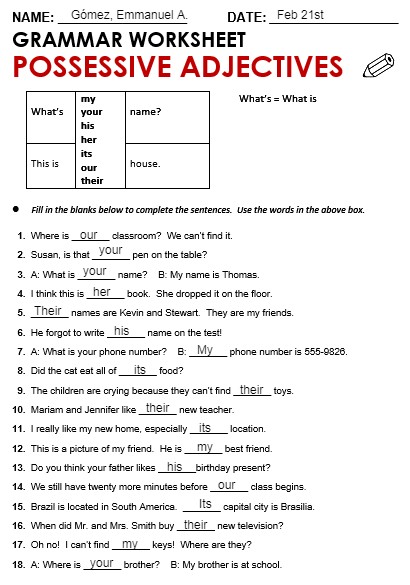 NAME: Gómez, Emmanuel A. DATE: Feb 21st
GRAMMAR WORKSHEET
POSSESSIVE ADJECTIVES
What's my your his her its our their name?
This is house.
What's = What is
● Fill in the blanks below to complete the sentences. Use the words in the above box.
1. Where is our classroom? We can't find it.
2. Susan, is that your pen on the table?
3. A: What is your name? B: My name is Thomas.
4. I think this is her book. She dropped it on the floor.
5. Their names are Kevin and Stewart. They are my friends.
6. He forgot to write his name on the test!
7. A: What is your phone number? B: My phone number is 555-9826.
8. Did the cat eat all of its food?
9. The children are crying because they can't find their toys.
10. Mariam and Jennifer like their new teacher.
11. I really like my new home, especially its location.
12. This is a picture of my friend. He is my best friend.
13. Do you think your father likes his birthday present?
14. We still have twenty more minutes before our class begins.
15. Brazil is located in South America. Its capital city is Brasilia.
16. When did Mr. and Mrs. Smith buy their new television?
17. Oh no! I can't find my keys! Where are they?
18. A: Where is your brother? B: My brother is at school.